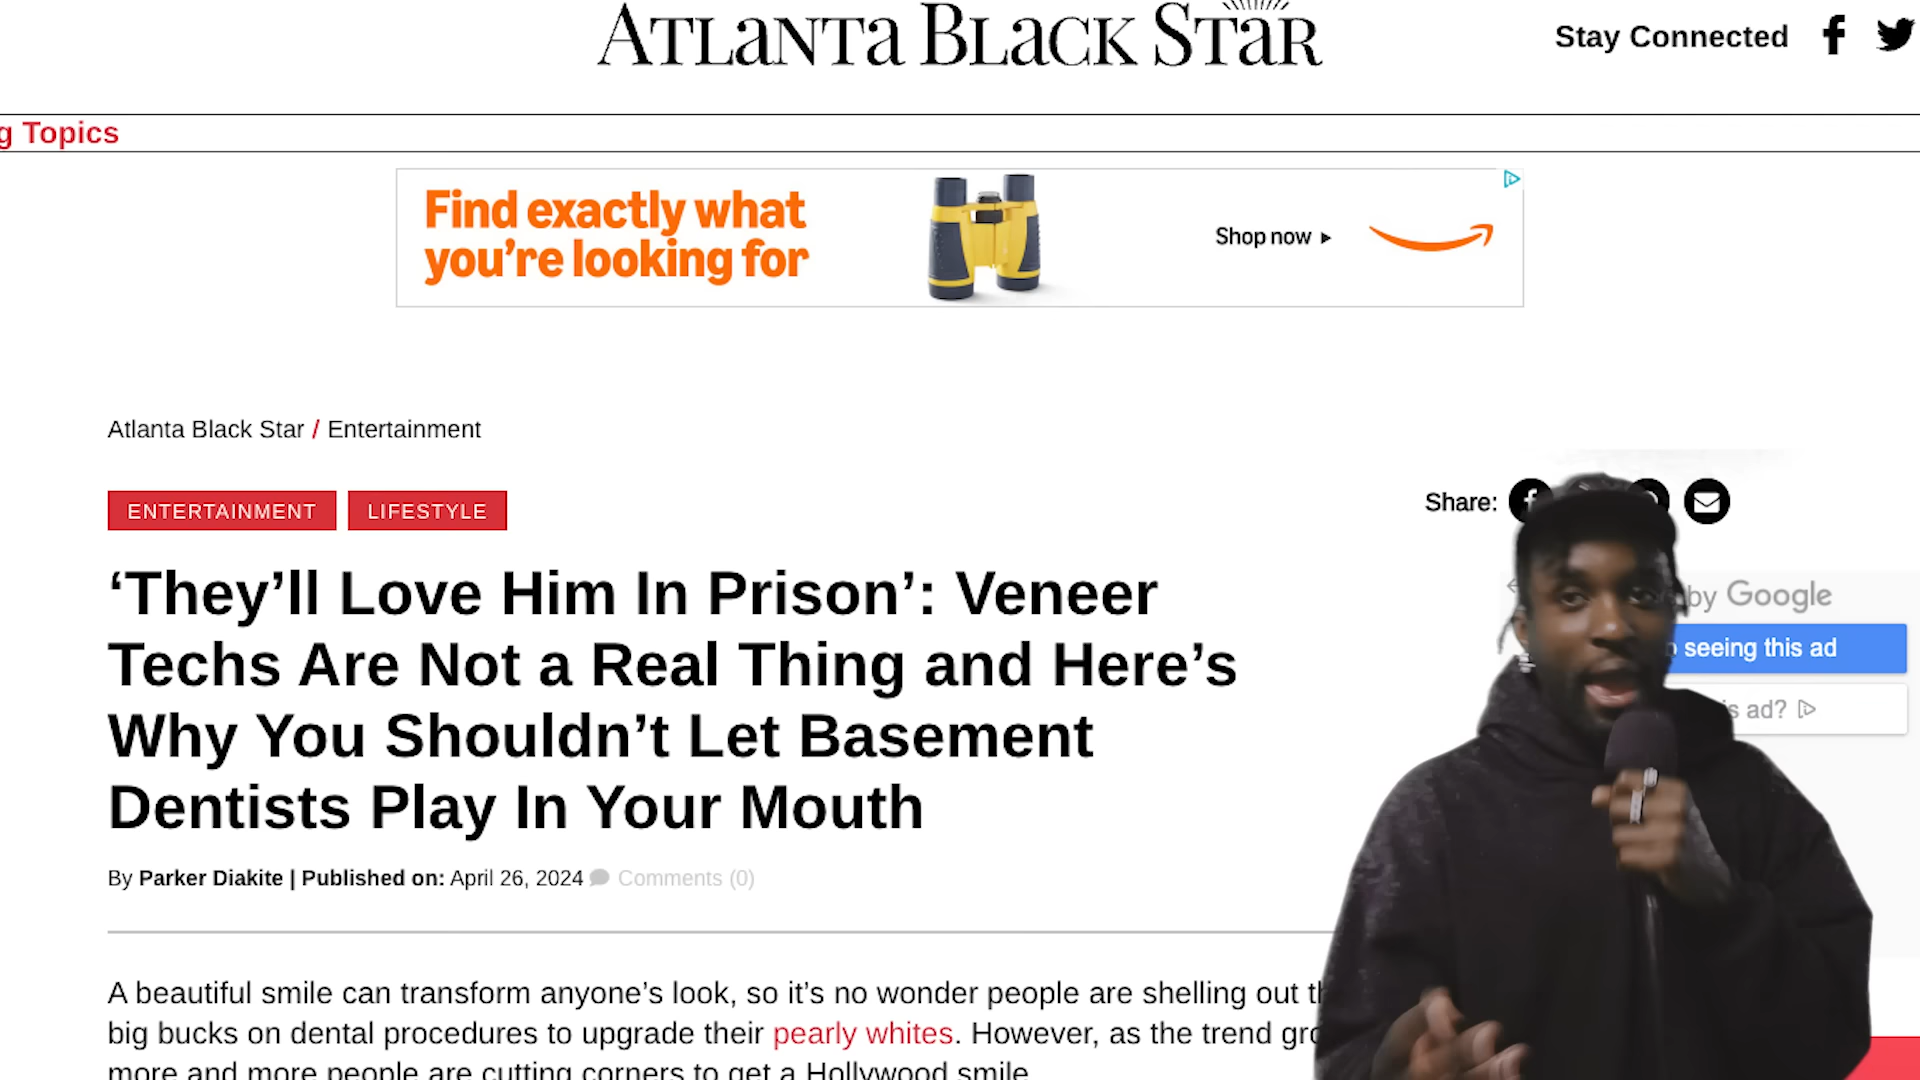 ATLANTA BLACK STAR
Stay Connected
g Topics
Find exactly what
you’re looking for
Shop now
Atlanta Black Star / Entertainment
ENTERTAINMENT
LIFESTYLE
Share:
‘They’ll Love Him In Prison’: Veneer
Techs Are Not a Real Thing and Here’s
Why You Shouldn’t Let Basement
Dentists Play In Your Mouth
by Google
seeing this ad
is ad?
By Parker Diakite | Published on: April 26, 2024 Comments (0)
A beautiful smile can transform anyone’s look, so it’s no wonder people are shelling out
big bucks on dental procedures to upgrade their pearly whites. However, as the trend
more and more people are cutting corners to get a Hollywood smile.